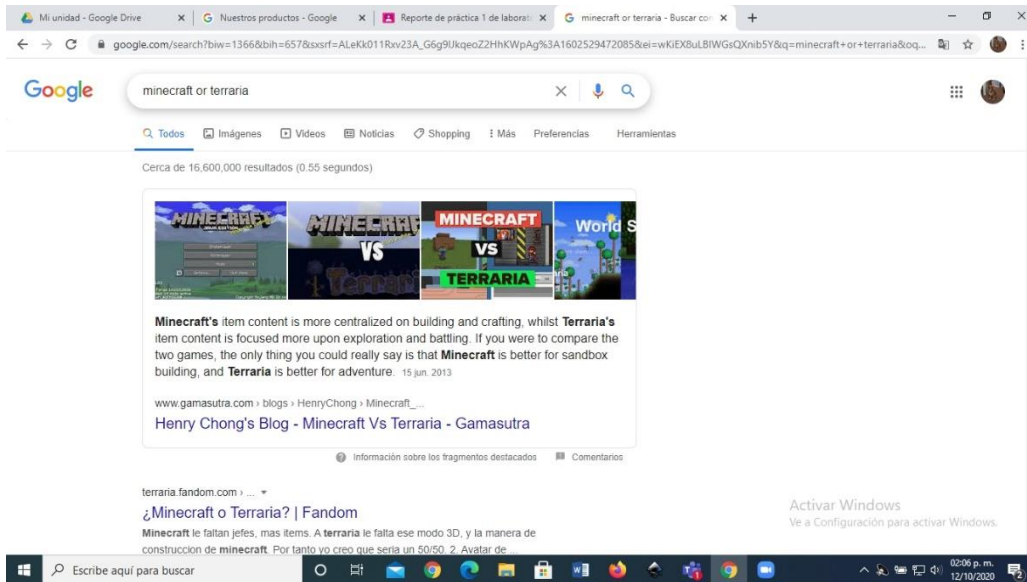 Mi unidad - Google Drive
Nuestros productos - Google
Reporte de práctica 1 de laborat
minecraft or terraria - Buscar con
google.com/search?biw=1366&bih=657&sxsrf=ALeKk011Rxv23A_G6g9UkqeoZ2HhKWpAg%3A1602529472085&ei=wKiEX8uLBIWGsQXnib5Y&q=minecraft+or+terraria&oq...
Google
minecraft or terraria
Todos Imágenes Videos Noticias Shopping Más Preferencias Herramientas
Cerca de 16,600,000 resultados (0.55 segundos)
MINECRAFT
MINECRAF
VS
Terrari
MINECRAFT
VS
TERRARIA
World S
Minecraft's item content is more centralized on building and crafting, whilst Terraria's
item content is focused more upon exploration and battling. If you were to compare the
two games, the only thing you could really say is that Minecraft is better for sandbox
building, and Terraria is better for adventure. 15 jun. 2013
www.gamasutra.com › blogs › HenryChong › Minecraft_...
Henry Chong's Blog - Minecraft Vs Terraria - Gamasutra
Información sobre los fragmentos destacados Comentarios
terraria.fandom.com › ...
¿Minecraft o Terraria? | Fandom
Minecraft le faltan jefes, mas items. A terraria le falta ese modo 3D, y la manera de
construccion de minecraft. Por tanto yo creo que seria un 50/50. 2. Avatar de ...
Activar Windows
Ve a Configuración para activar Windows.
Escribe aquí para buscar
02:06 p. m.
12/10/2020